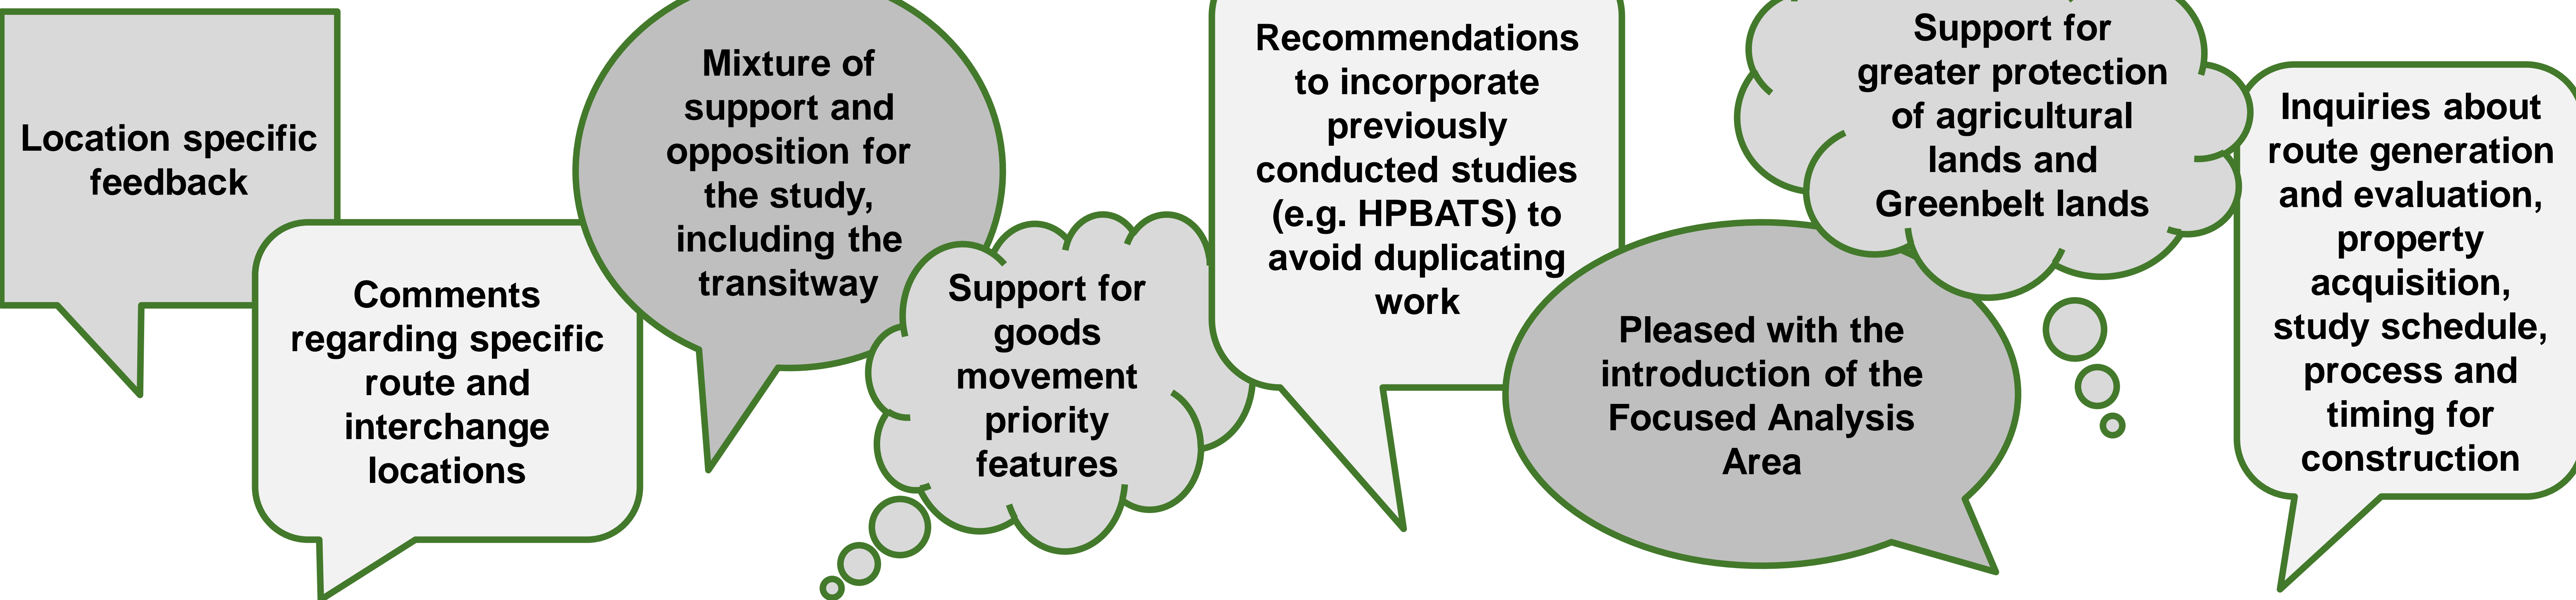 Location specific
feedback
Comments
regarding specific
route and
interchange
locations
Mixture of
support and
opposition for
the study,
including the
transitway
Support for
goods
movement
priority
features
Recommendations
to incorporate
previously
conducted studies
(e.g. HPBATS) to
avoid duplicating
work
Pleased with the
introduction of the
Focused Analysis
Area
Support for
greater protection
of agricultural
lands and
Greenbelt lands
Inquiries about
route generation
and evaluation,
property
acquisition,
study schedule,
process and
timing for
construction